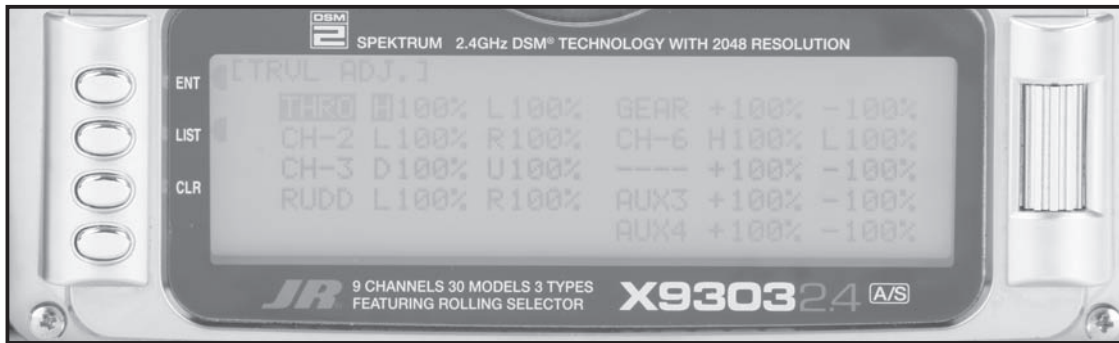 DSM
2
SPEKTRUM 2.4GHz DSM® TECHNOLOGY WITH 2048 RESOLUTION
ENT
LIST
CLR
[TRVL ADJ.]
THRO H100% L100% GEAR +100% -100%
CH-2 L100% R100% CH-6 H100% L100%
CH-3 D100% U100% ---- +100% -100%
RUDD L100% R100% AUX3 +100% -100%
AUX4 +100% -100%
JR 9 CHANNELS 30 MODELS 3 TYPES
FEATURING ROLLING SELECTOR
X9303 2.4 A/S